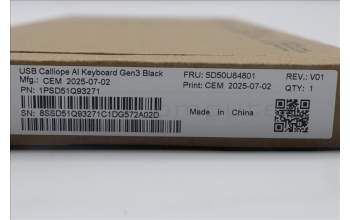 USB Calliope AI Keyboard Gen3 Black
Mfg.: CEM 2025-07-02
PN: 1PSD51Q93271
FRU: 5D50U84801
Print: CEM 2025-07-02
REV.: V01
QTY: 1
SN: 8SSD51Q93271C1DG572A02D
Made in
China